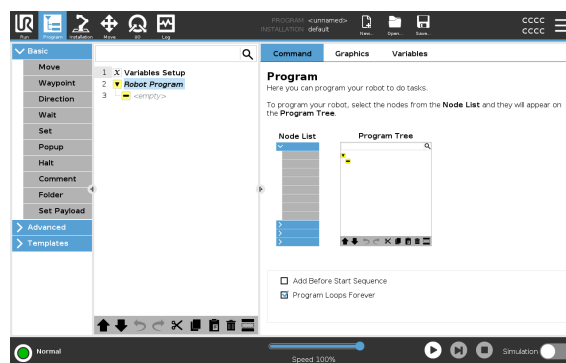 PROGRAM <unnamed>
INSTALLATION default
CCCC
CCCC
Run
Program
Installation
Move
I/O
Log
New...
Open...
Save...
Basic
Move
Waypoint
Direction
Wait
Set
Popup
Halt
Comment
Folder
Set Payload
Advanced
Templates
1 X Variables Setup
2 Robot Program
3 <empty>
Command
Graphics
Variables
Program
Here you can program your robot to do tasks.
To program your robot, select the nodes from the Node List and they will appear on
the Program Tree.
Node List
Program Tree
Add Before Start Sequence
Program Loops Forever
Normal
Speed 100%
Simulation